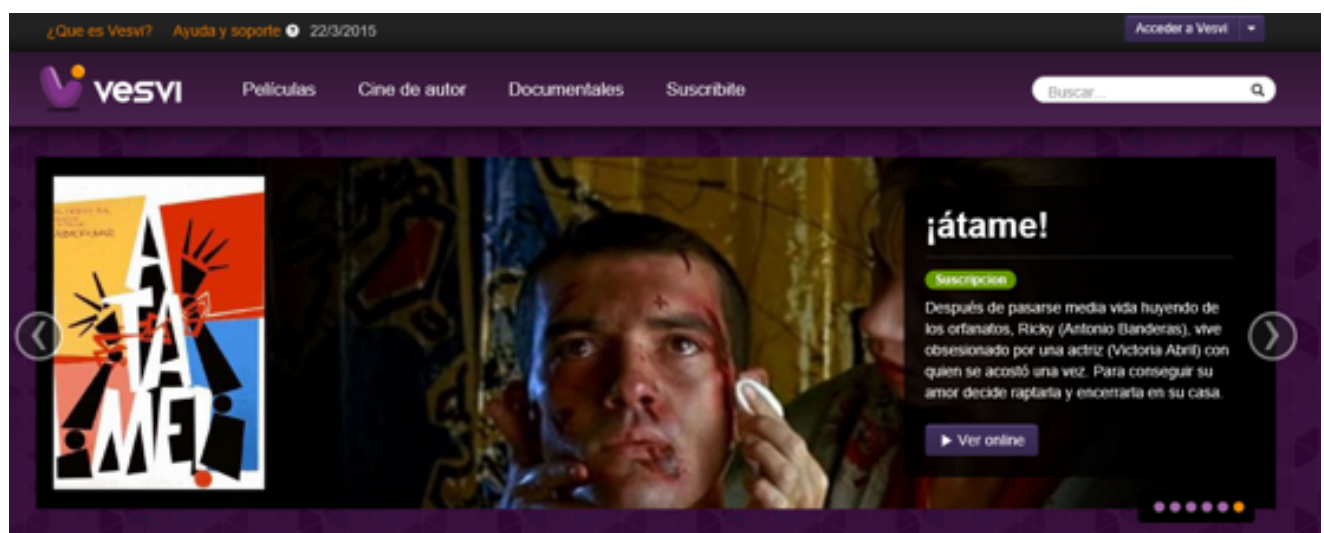 ¿Que es Vesvi? Ayuda y soporte 22/3/2015 Acceder a Vesvi
vesvi Películas Cine de autor Documentales Suscribite Buscar...
ATAME!
¡átame!
Suscripcion
Después de pasarse media vida huyendo de
los orfanatos, Ricky (Antonio Banderas), vive
obsesionado por una actriz (Victoria Abril) con
quien se acostó una vez. Para conseguir su
amor decide raptarla y encerrarla en su casa.
Ver online